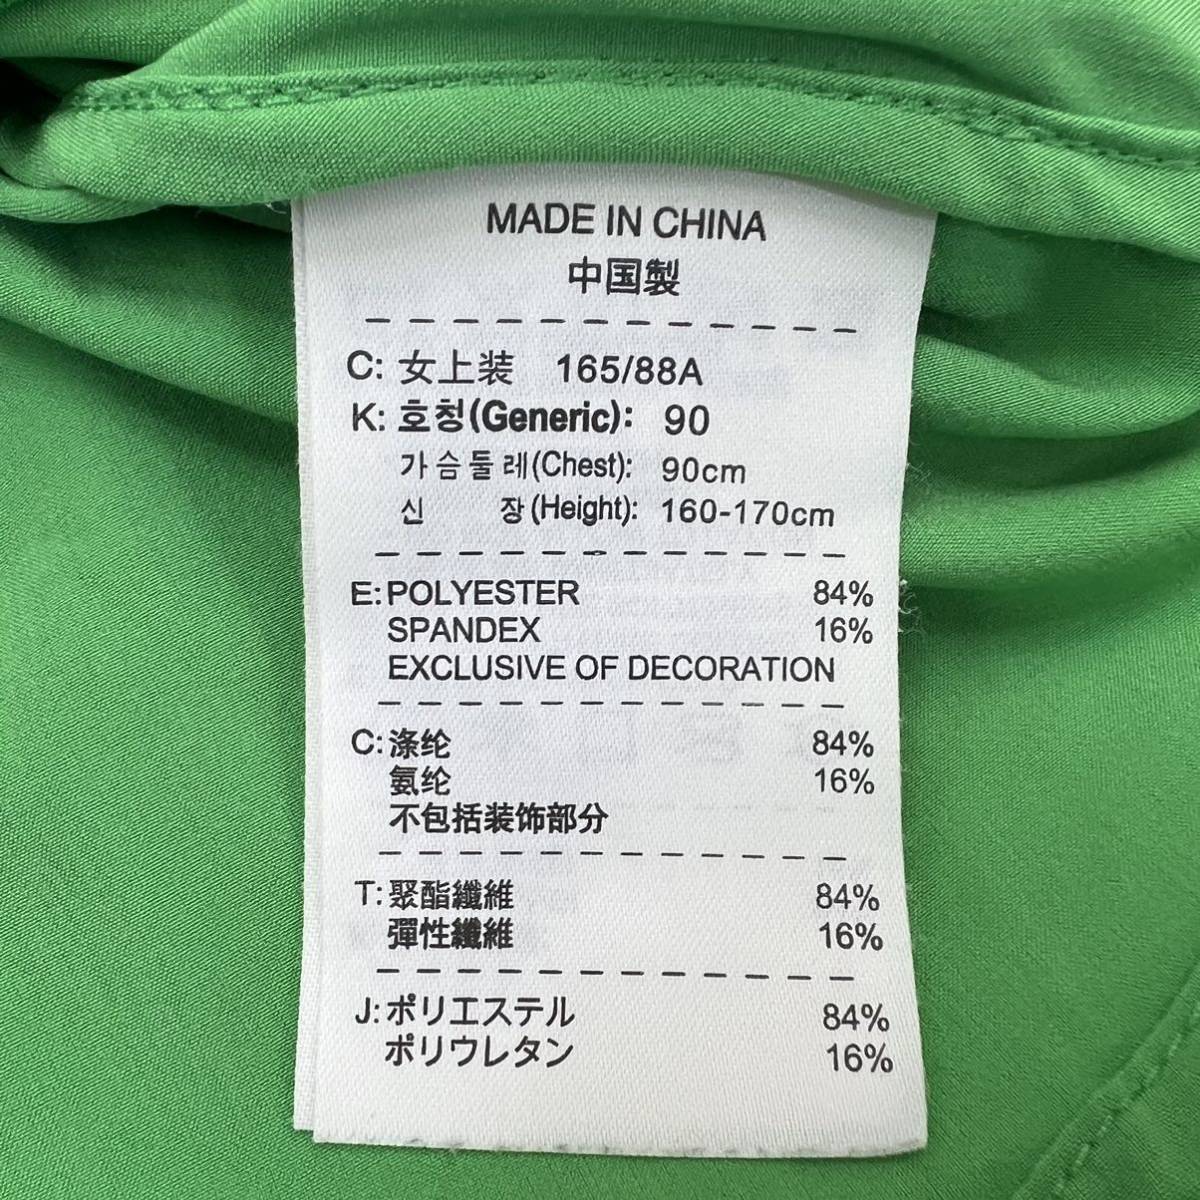 MADE IN CHINA
中国製
C: 女上装 165/88A
K: 호칭(Generic): 90
가슴둘레(Chest): 90cm
신 장(Height): 160-170cm
E: POLYESTER 84%
SPANDEX 16%
EXCLUSIVE OF DECORATION
C: 涤纶 84%
氨纶 16%
不包括装饰部分
T: 聚酯纖維 84%
彈性纖維 16%
J: ポリエステル 84%
ポリウレタン 16%